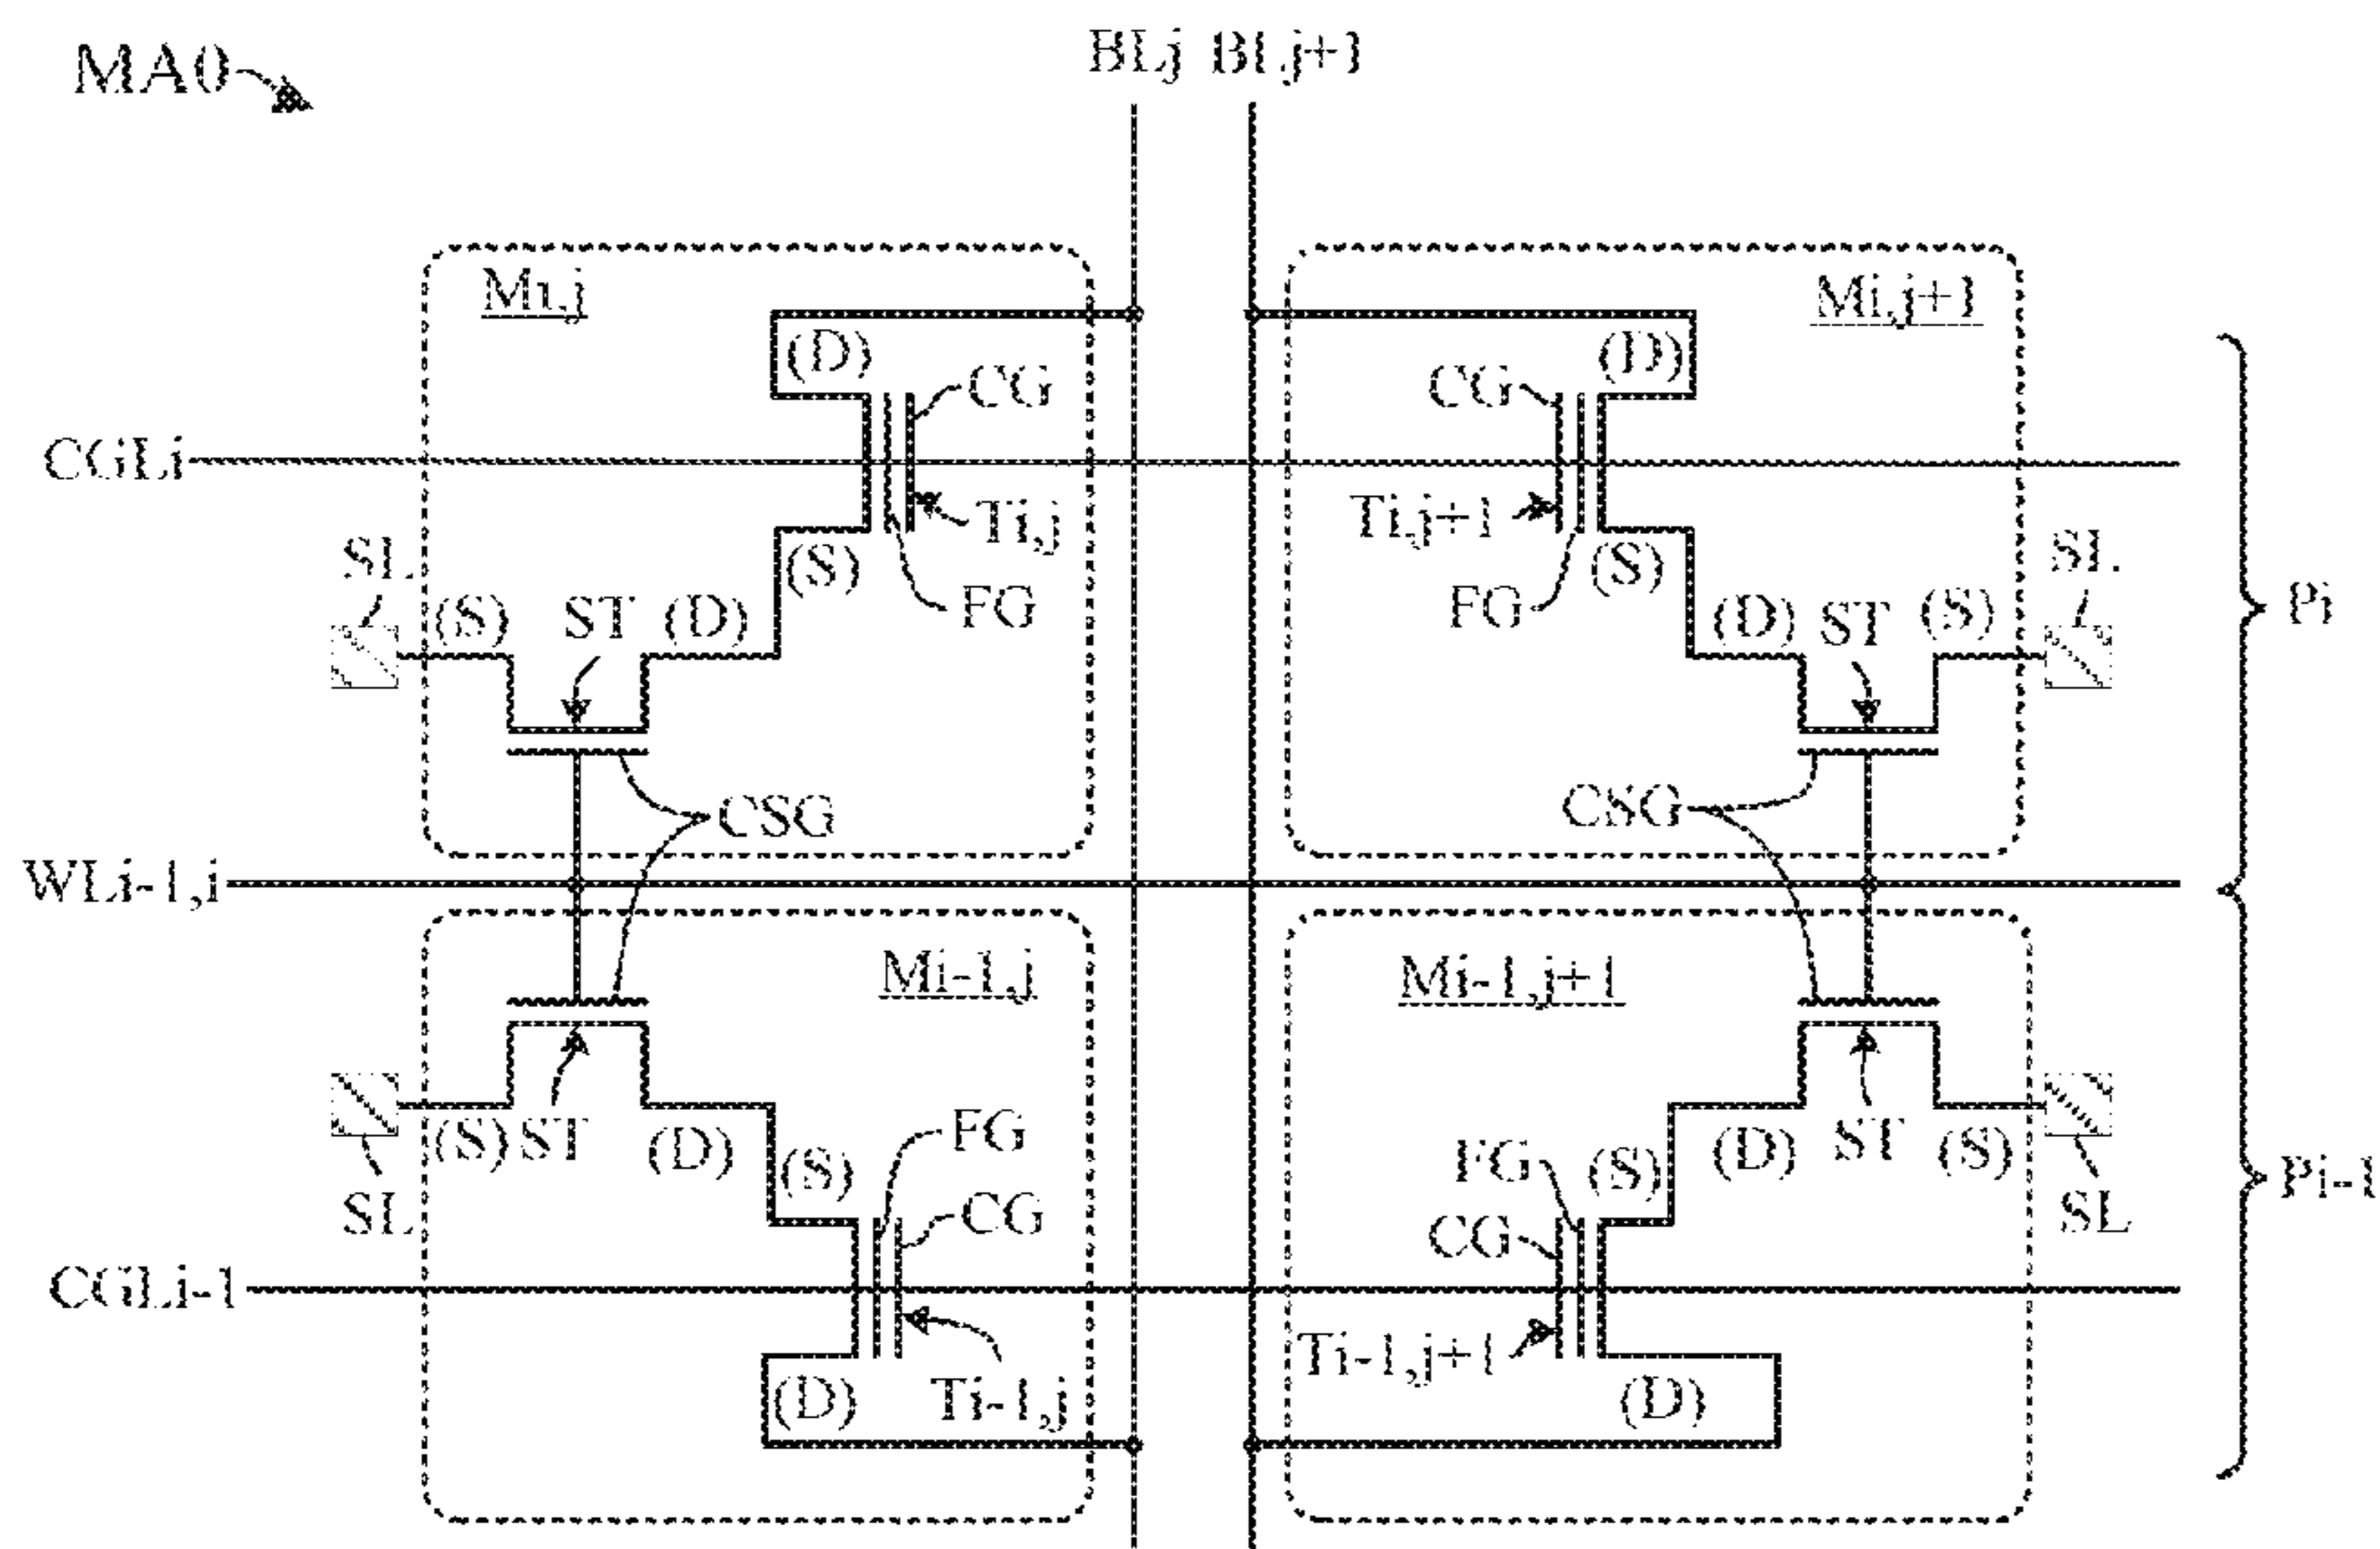 MA0
BLj BLj+1
Mi,j
Mi,j+1
(D)
(D)
CG
CG
CGLi
Ti,j
Ti,j+1
SL
(S)
(S)
SL
FG
FG
(S)
ST
(D)
(D)
ST
(S)
Pi
CSG
CSG
WLi-1,i
Mi-1,j
Mi-1,j+1
(S)
ST
(D)
FG
(S)
FG
(S)
(D)
ST
(S)
Pi-1
SL
CG
CG
SL
CGLi-1
Ti-1,j+1
(D)
Ti-1,j
(D)